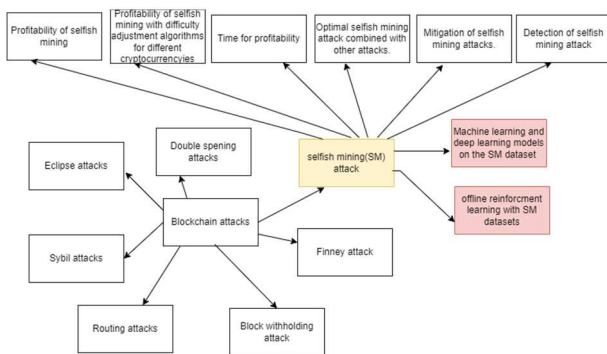 Profitability of selfish
mining
Profitability of selfish
mining with difficulty
adjustment algorithms
for different
cryptocurrencyies
Time for profitability
Optimal selfish mining
attack combined with
other attacks.
Mitigation of selfish
mining attacks.
Detection of selfish
mining attack
Double spening
attacks
selfish mining(SM)
attack
Machine learning and
deep learning models
on the SM dataset
Eclipse attacks
offline reinforcment
learning with SM
datasets
Blockchain attacks
Sybil attacks
Finney attack
Routing attacks
Block withholding
attack